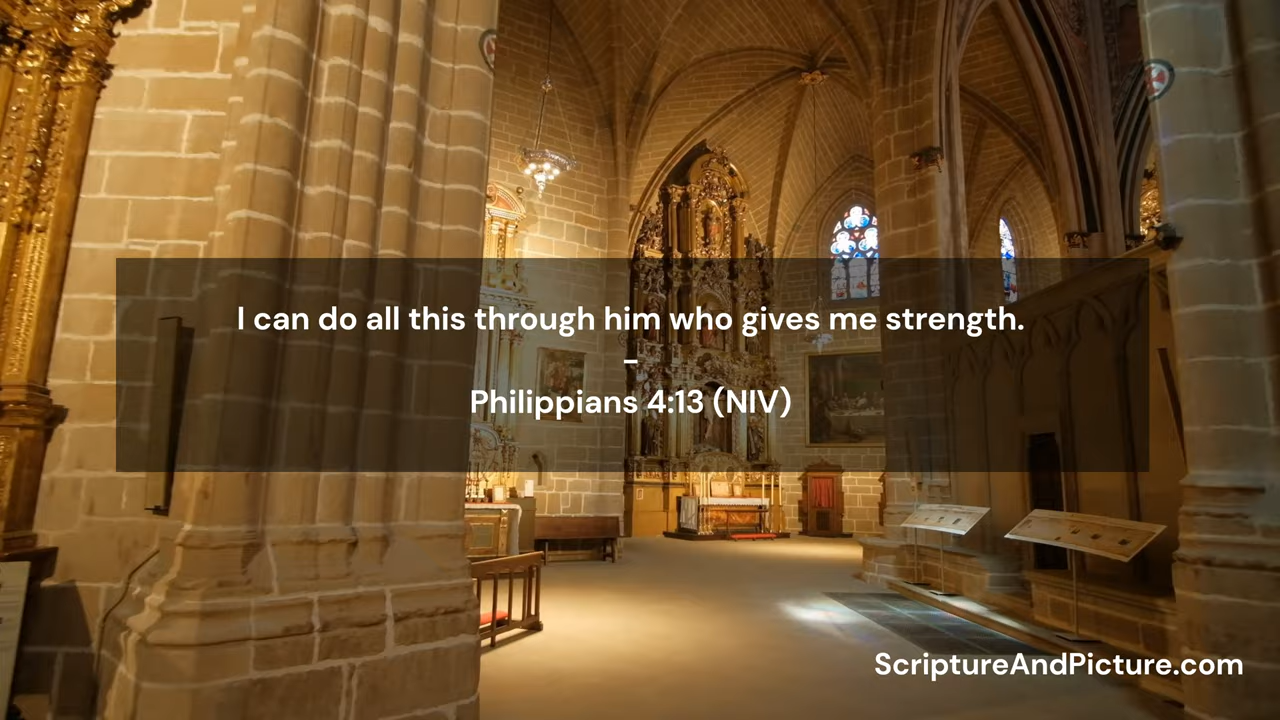 I can do all this through him who gives me strength.
–
Philippians 4:13 (NIV)
ScriptureAndPicture.com